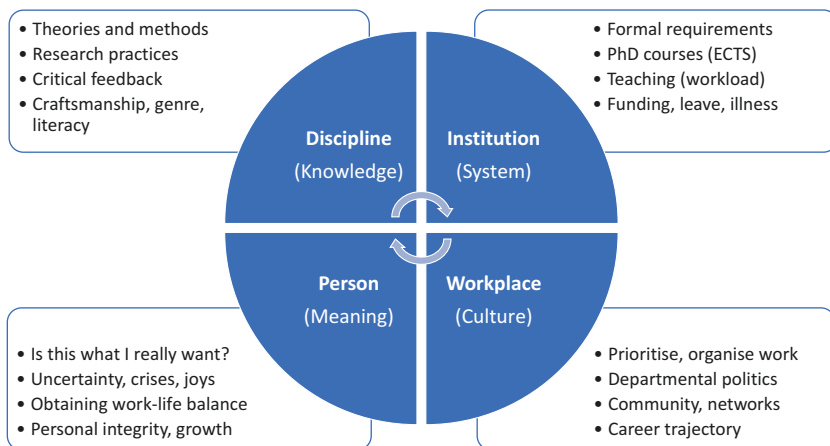 • Theories and methods
• Research practices
• Critical feedback
• Craftsmanship, genre,
literacy
• Formal requirements
• PhD courses (ECTS)
• Teaching (workload)
• Funding, leave, illness
Discipline
(Knowledge)
Institution
(System)
Person
(Meaning)
Workplace
(Culture)
• Is this what I really want?
• Uncertainty, crises, joys
• Obtaining work-life balance
• Personal integrity, growth
• Prioritise, organise work
• Departmental politics
• Community, networks
• Career trajectory